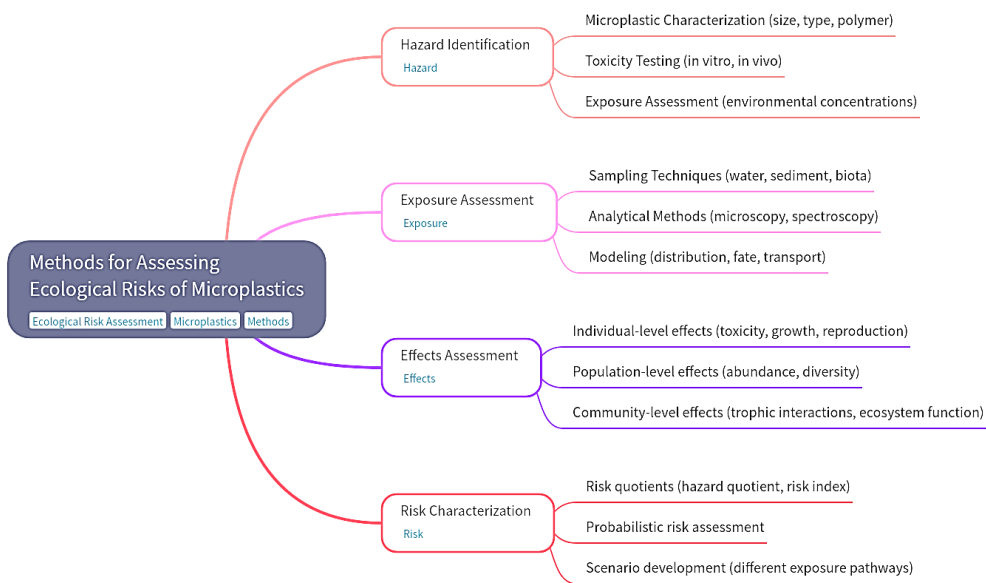 Methods for Assessing
Ecological Risks of Microplastics
Ecological Risk Assessment Microplastics Methods
Hazard Identification
Hazard
Microplastic Characterization (size, type, polymer)
Toxicity Testing (in vitro, in vivo)
Exposure Assessment (environmental concentrations)
Exposure Assessment
Exposure
Sampling Techniques (water, sediment, biota)
Analytical Methods (microscopy, spectroscopy)
Modeling (distribution, fate, transport)
Effects Assessment
Effects
Individual-level effects (toxicity, growth, reproduction)
Population-level effects (abundance, diversity)
Community-level effects (trophic interactions, ecosystem function)
Risk Characterization
Risk
Risk quotients (hazard quotient, risk index)
Probabilistic risk assessment
Scenario development (different exposure pathways)